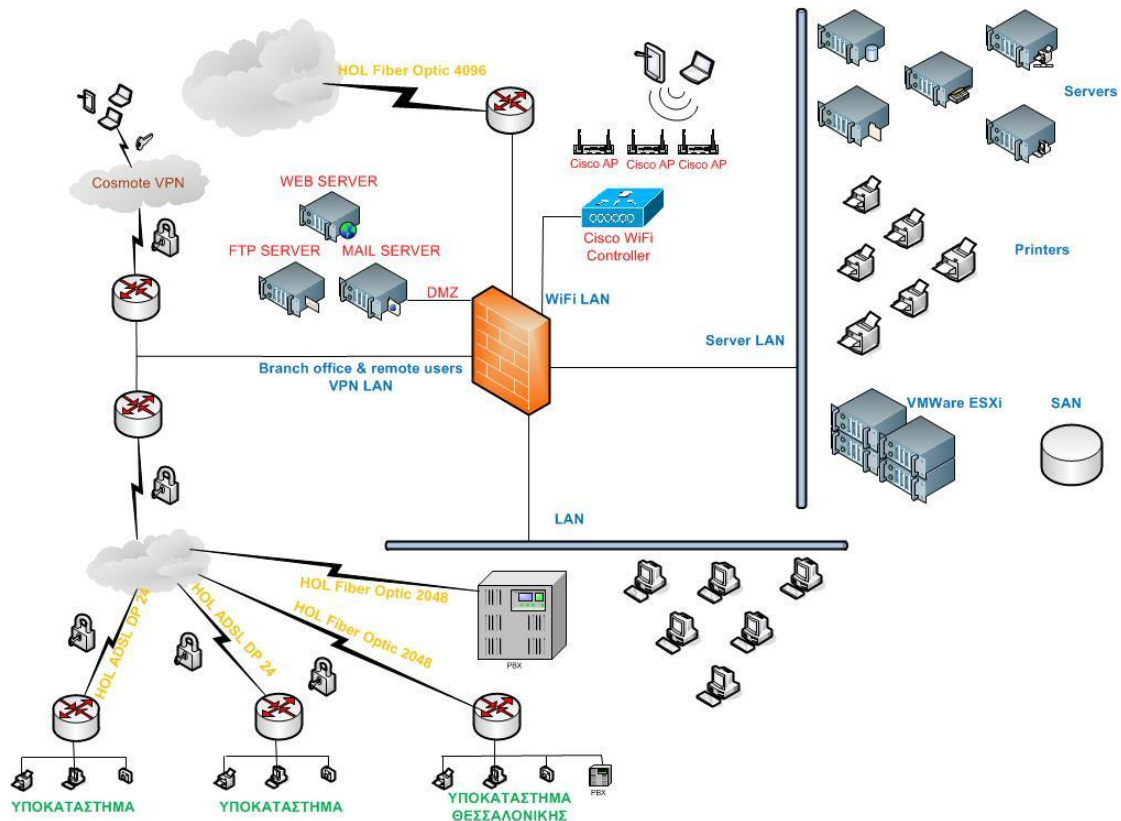 HOL Fiber Optic 4096
Servers
Cisco AP
Cisco AP
Cisco AP
Cosmote VPN
WEB SERVER
Cisco WiFi
Controller
FTP SERVER
MAIL SERVER
Printers
DMZ
WiFi LAN
Server LAN
Branch office & remote users
VPN LAN
VMWare ESXi
SAN
LAN
HOL Fiber Optic 2048
HOL Fiber Optic 2048
HOL ADSL DP 24
HOL ADSL DP 24
PBX
PBX
ΥΠΟΚΑΤΑΣΤΗΜΑ
ΥΠΟΚΑΤΑΣΤΗΜΑ
ΥΠΟΚΑΤΑΣΤΗΜΑ
ΘΕΣΣΑΛΟΝΙΚΗΣ